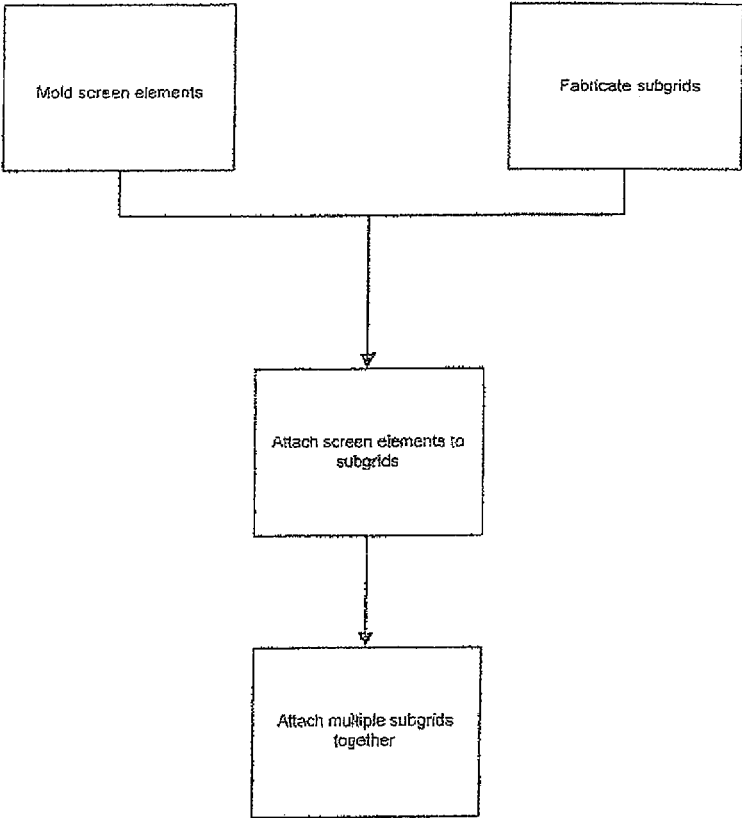 Mold screen elements
Fabricate subgrids
Attach screen elements to
subgrids
Attach multiple subgrids
together